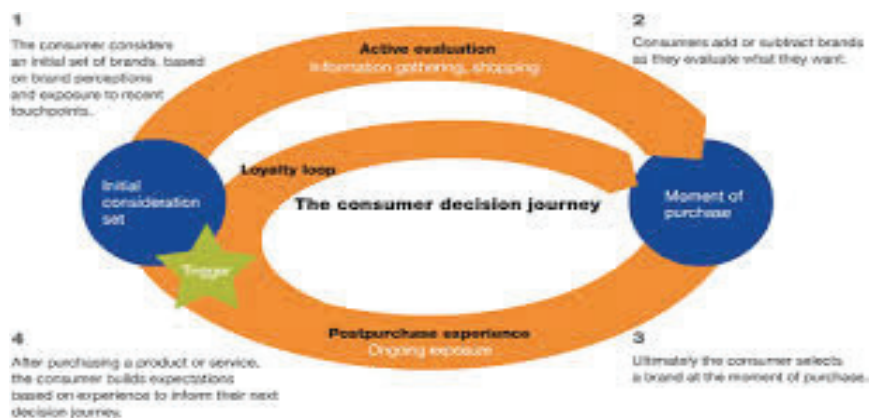 1
The consumer considers
an initial set of brands, based
on brand perceptions
and exposure to recent
touchpoints.
Active evaluation
Information gathering, shopping
2
Consumers add or subtract brands
as they evaluate what they want.
Loyalty loop
Initial
consideration
set
The consumer decision journey
Moment of
purchase
Trigger
Postpurchase experience
Ongoing exposure
4
After purchasing a product or service,
the consumer builds expectations
based on experience to inform their next
decision journey.
3
Ultimately the consumer selects
a brand at the moment of purchase.